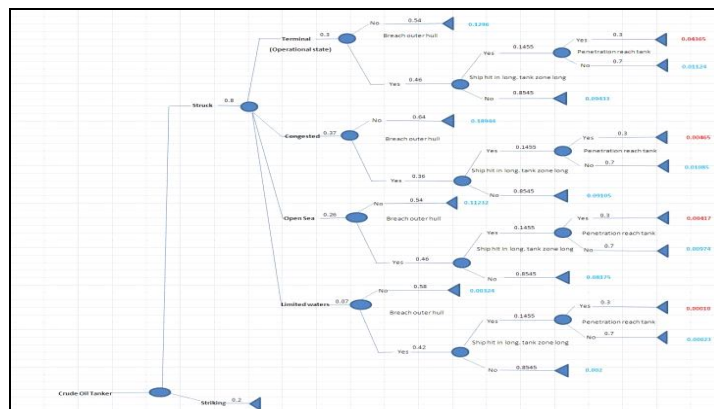 No 0.54 0.1296
Terminal 0.3 Breach outer hull
(Operational state)
Yes 0.3 0.04305
Yes 0.1455 Penetration reach tank
No 0.7 0.01124
Yes 0.46 Ship hit in long. tank zone long
No 0.8545 0.09433
Struck 0.8
No 0.64 0.18944
Congested 0.37 Breach outer hull
Yes 0.3 0.00465
Yes 0.1455 Penetration reach tank
No 0.7 0.01085
Yes 0.36 Ship hit in long. tank zone long
No 0.8545 0.09105
No 0.54 0.11232
Open Sea 0.26 Breach outer hull
Yes 0.3 0.00417
Yes 0.1455 Penetration reach tank
No 0.7 0.00974
Yes 0.46 Ship hit in long. tank zone long
No 0.8545 0.08175
No 0.58
Limited waters 0.07 Breach outer hull
Yes 0.3
Yes 0.1455 Penetration reach tank
No 0.7 0.00023
Yes 0.42 Ship hit in long. tank zone long
No 0.8545 0.002
Crude Oil Tanker
Striking 0.2